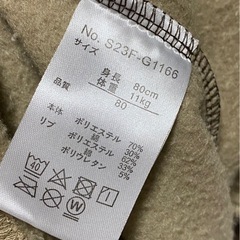 No. S23F-G1166
サイズ
身長 80cm
体重 11kg
80
品質
本体 ポリエステル 70%
綿 30%
リブ ポリエステル 62%
綿 33%
ポリウレタン 5%
40
W